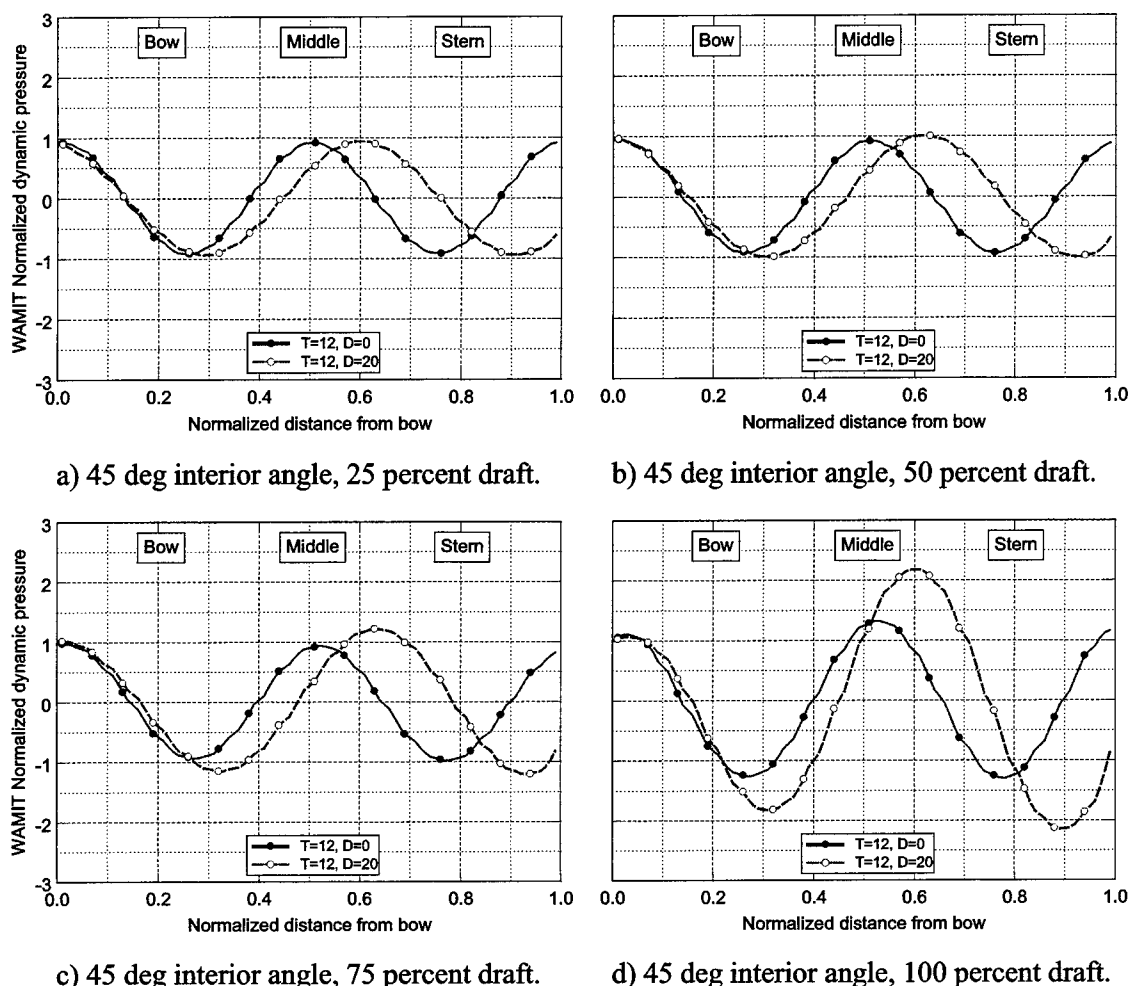 3
Bow
Middle
Stern
2
1
0
-1
-2
-3
WAMIT Normalized dynamic pressure
T=12, D=0
T=12, D=20
0.0 0.2 0.4 0.6 0.8 1.0
Normalized distance from bow
a) 45 deg interior angle, 25 percent draft.
Bow
Middle
Stern
T=12, D=0
T=12, D=20
0.0 0.2 0.4 0.6 0.8 1.0
Normalized distance from bow
b) 45 deg interior angle, 50 percent draft.
3
Bow
Middle
Stern
2
1
0
-1
-2
-3
WAMIT Normalized dynamic pressure
T=12, D=0
T=12, D=20
0.0 0.2 0.4 0.6 0.8 1.0
Normalized distance from bow
c) 45 deg interior angle, 75 percent draft.
Bow
Middle
Stern
T=12, D=0
T=12, D=20
0.0 0.2 0.4 0.6 0.8 1.0
Normalized distance from bow
d) 45 deg interior angle, 100 percent draft.